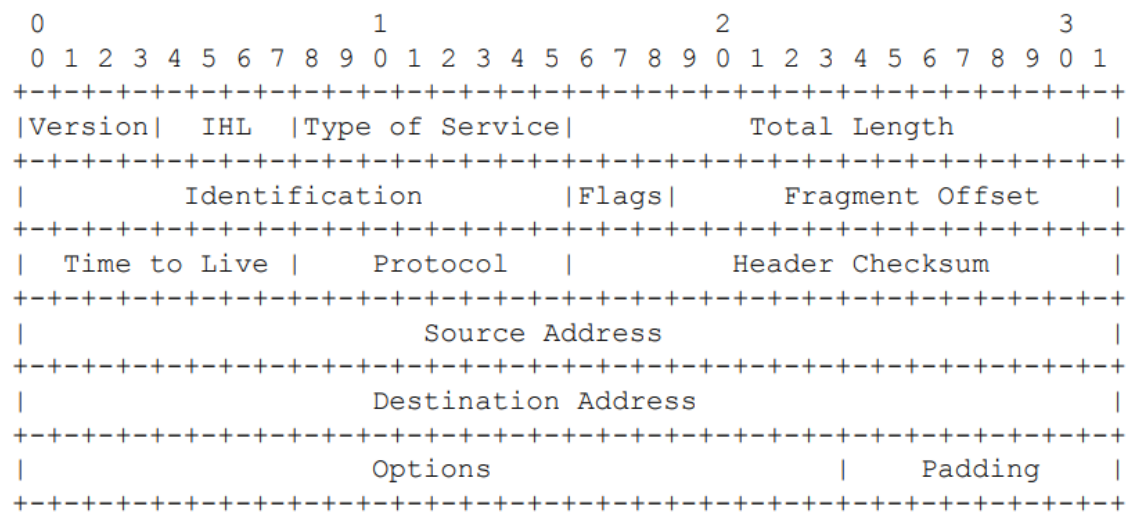 0                   1                   2                   3
0 1 2 3 4 5 6 7 8 9 0 1 2 3 4 5 6 7 8 9 0 1 2 3 4 5 6 7 8 9 0 1
+-+-+-+-+-+-+-+-+-+-+-+-+-+-+-+-+-+-+-+-+-+-+-+-+-+-+-+-+-+-+-+-+
|Version|  IHL  |Type of Service|          Total Length         |
+-+-+-+-+-+-+-+-+-+-+-+-+-+-+-+-+-+-+-+-+-+-+-+-+-+-+-+-+-+-+-+-+
|         Identification        |Flags|      Fragment Offset    |
+-+-+-+-+-+-+-+-+-+-+-+-+-+-+-+-+-+-+-+-+-+-+-+-+-+-+-+-+-+-+-+-+
|  Time to Live |    Protocol   |         Header Checksum       |
+-+-+-+-+-+-+-+-+-+-+-+-+-+-+-+-+-+-+-+-+-+-+-+-+-+-+-+-+-+-+-+-+
|                       Source Address                          |
+-+-+-+-+-+-+-+-+-+-+-+-+-+-+-+-+-+-+-+-+-+-+-+-+-+-+-+-+-+-+-+-+
|                    Destination Address                        |
+-+-+-+-+-+-+-+-+-+-+-+-+-+-+-+-+-+-+-+-+-+-+-+-+-+-+-+-+-+-+-+-+
|                    Options                    |    Padding    |
+-+-+-+-+-+-+-+-+-+-+-+-+-+-+-+-+-+-+-+-+-+-+-+-+-+-+-+-+-+-+-+-+